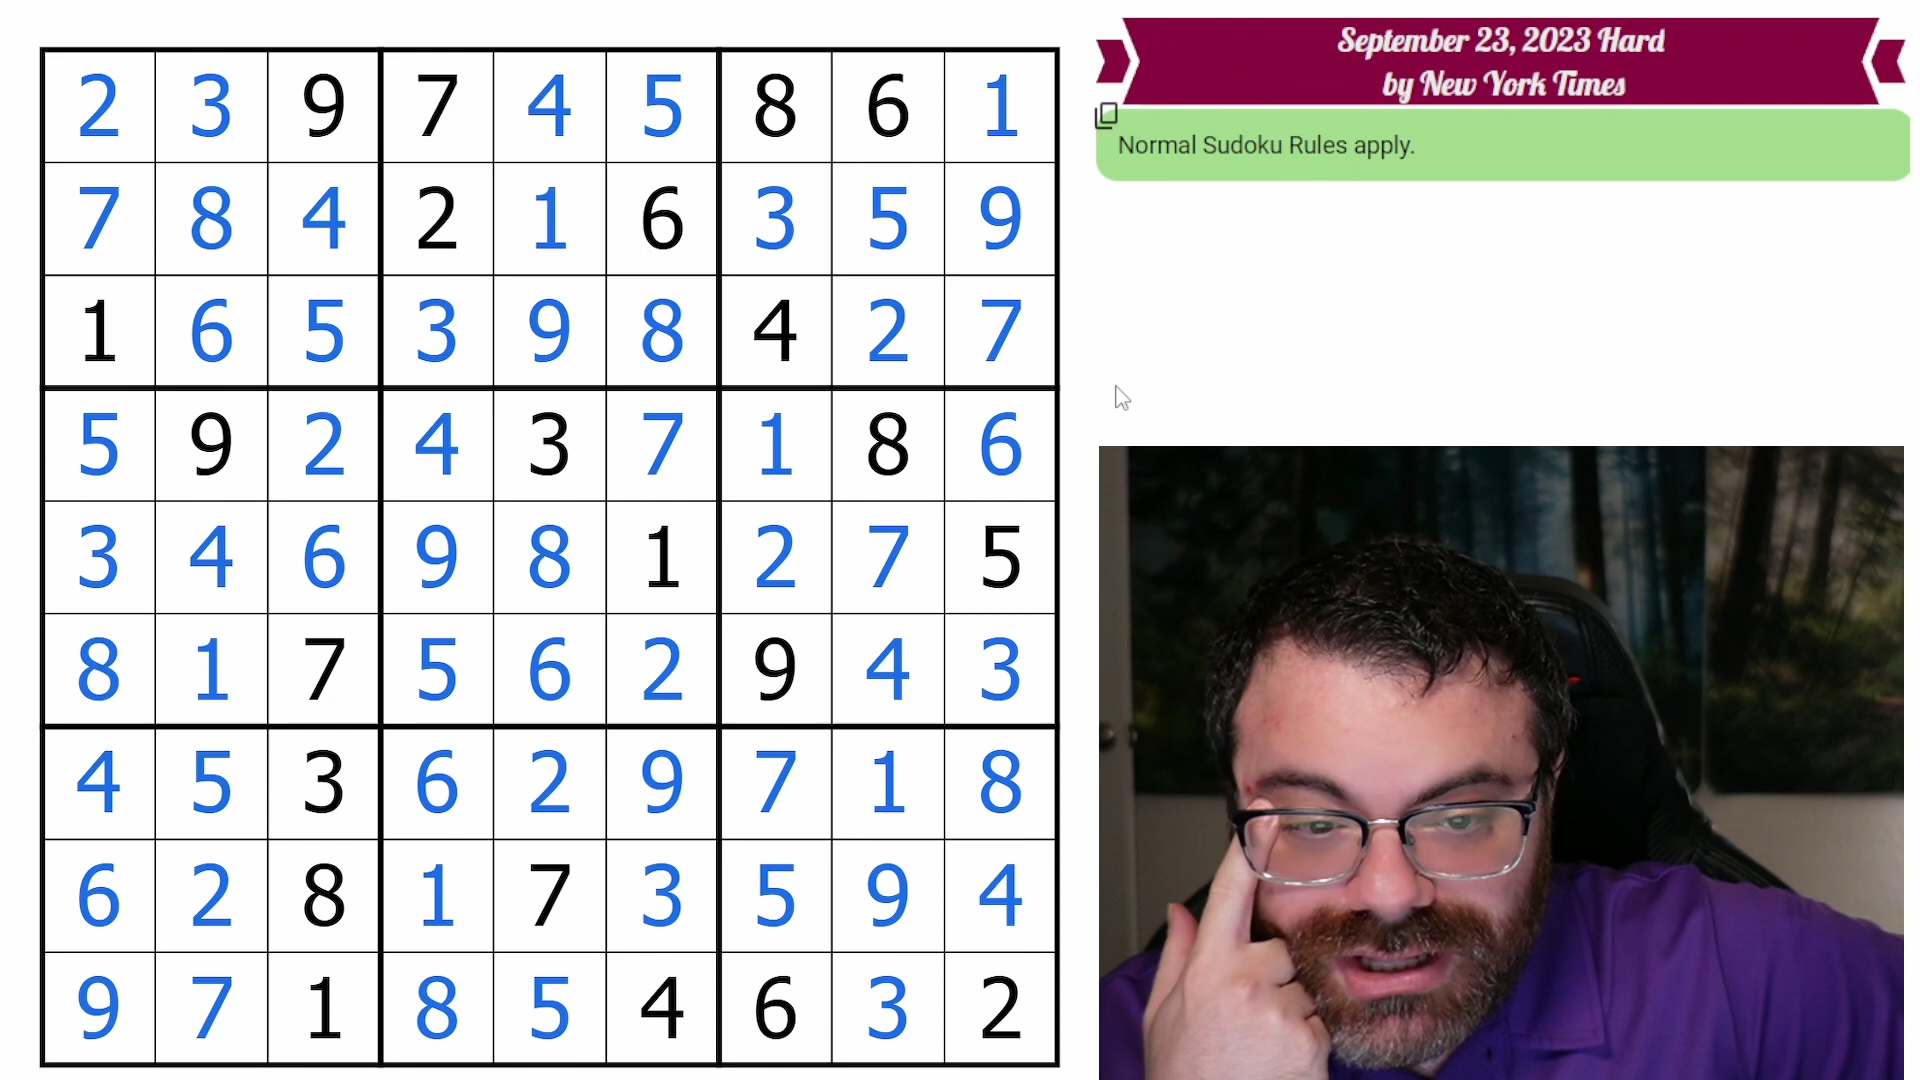 September 23, 2023 Hard
by New York Times
Normal Sudoku Rules apply.
2 3 9 7 4 5 8 6 1
7 8 4 2 1 6 3 5 9
1 6 5 3 9 8 4 2 7
5 9 2 4 3 7 1 8 6
3 4 6 9 8 1 2 7 5
8 1 7 5 6 2 9 4 3
4 5 3 6 2 9 7 1 8
6 2 8 1 7 3 5 9 4
9 7 1 8 5 4 6 3 2